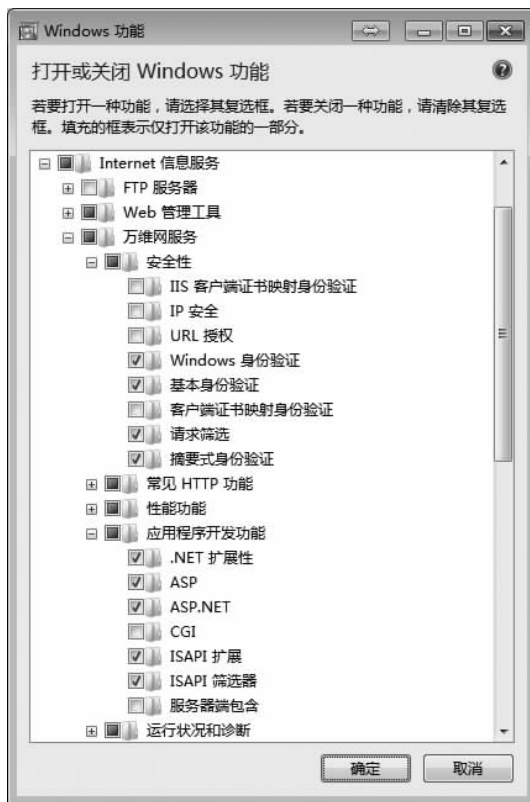 Windows 功能
打开或关闭 Windows 功能
若要打开一种功能，请选择其复选框。若要关闭一种功能，请清除其复选
框。填充的框表示仅打开该功能的一部分。
Internet 信息服务
FTP 服务器
Web 管理工具
万维网服务
安全性
IIS 客户端证书映射身份验证
IP 安全
URL 授权
Windows 身份验证
基本身份验证
客户端证书映射身份验证
请求筛选
摘要式身份验证
常见 HTTP 功能
性能功能
应用程序开发功能
.NET 扩展性
ASP
ASP.NET
CGI
ISAPI 扩展
ISAPI 筛选器
服务器端包含
运行状况和诊断
确定
取消